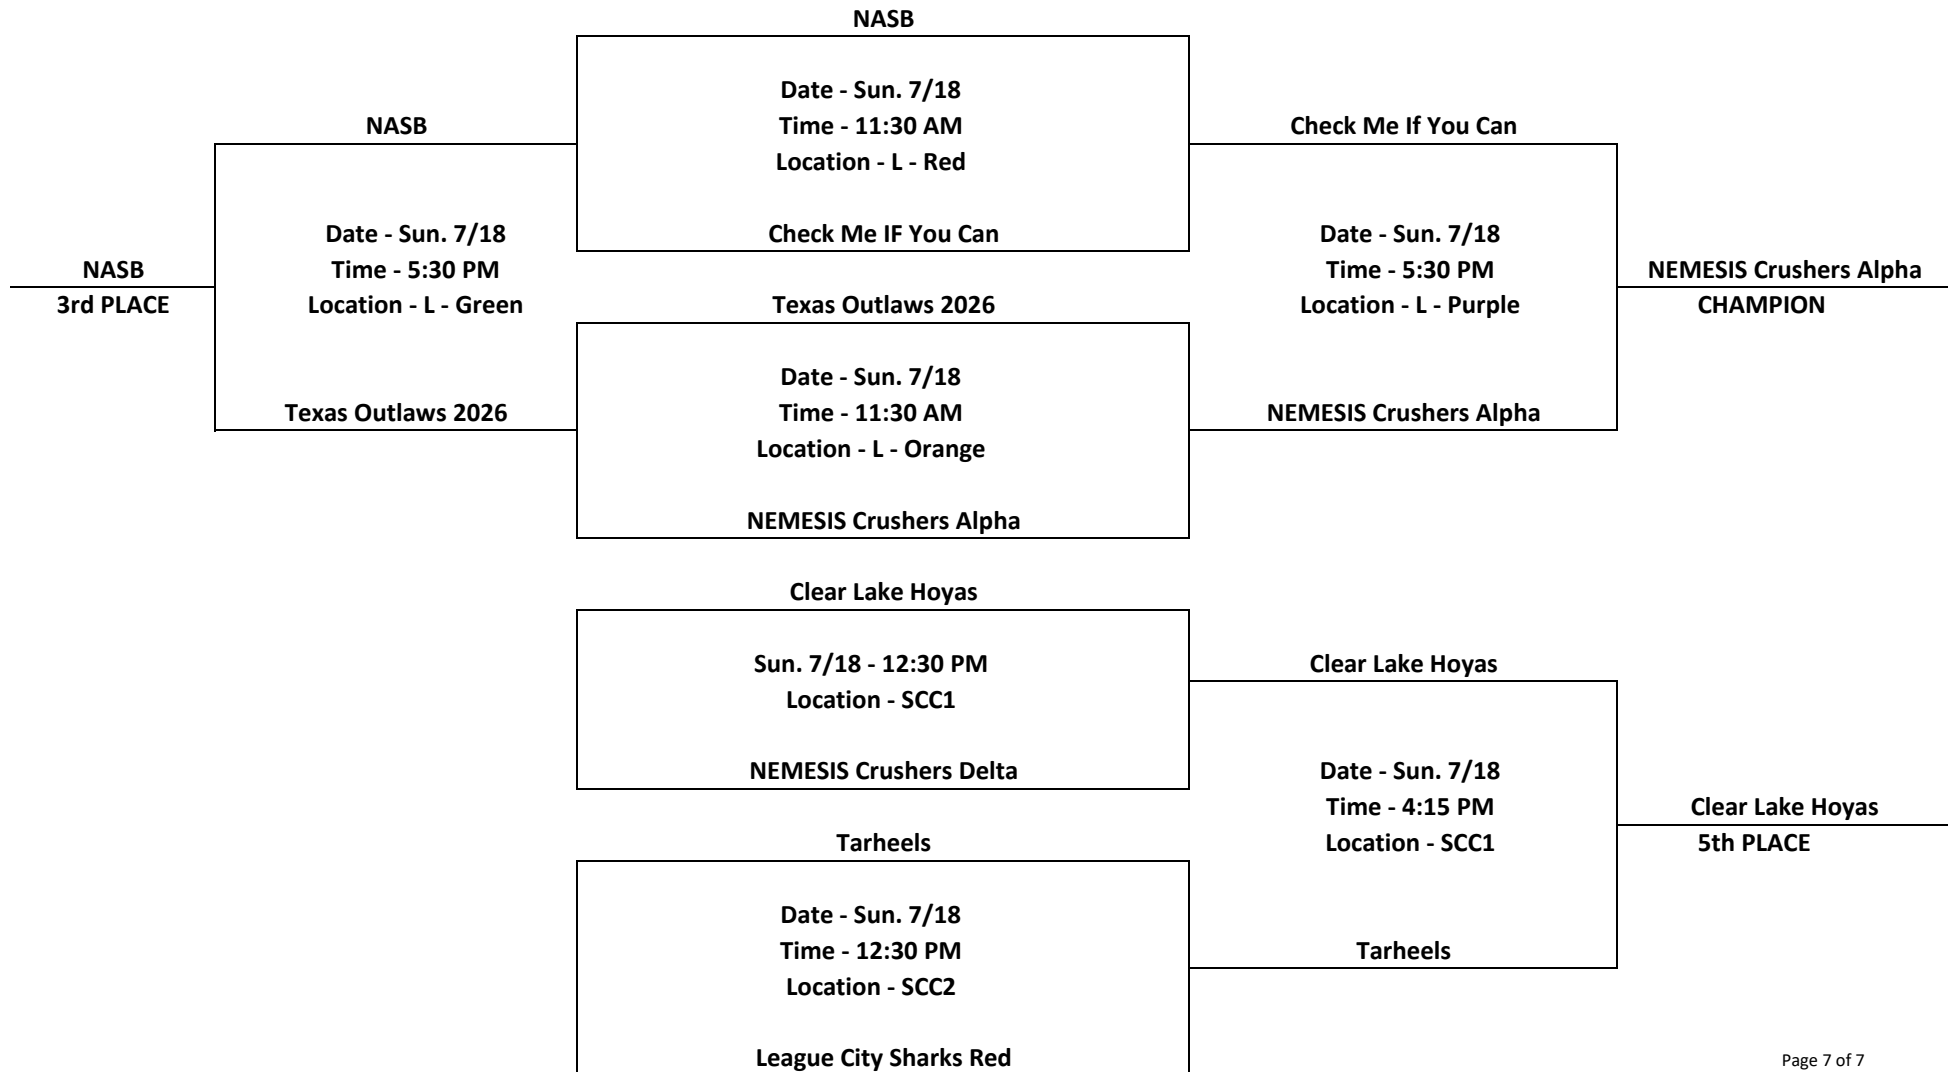 NASB
Date - Sun. 7/18
Time - 11:30 AM
Location - L - Red
Check Me IF You Can
NASB
Check Me If You Can
Date - Sun. 7/18
Time - 5:30 PM
Location - L - Green
Date - Sun. 7/18
Time - 5:30 PM
Location - L - Purple
NASB
3rd PLACE
NEMESIS Crushers Alpha
CHAMPION
Texas Outlaws 2026
Date - Sun. 7/18
Time - 11:30 AM
Location - L - Orange
NEMESIS Crushers Alpha
Texas Outlaws 2026
NEMESIS Crushers Alpha
Clear Lake Hoyas
Sun. 7/18 - 12:30 PM
Location - SCC1
NEMESIS Crushers Delta
Clear Lake Hoyas
Date - Sun. 7/18
Time - 4:15 PM
Location - SCC1
Clear Lake Hoyas
5th PLACE
Tarheels
Date - Sun. 7/18
Time - 12:30 PM
Location - SCC2
League City Sharks Red
Tarheels
Page 7 of 7